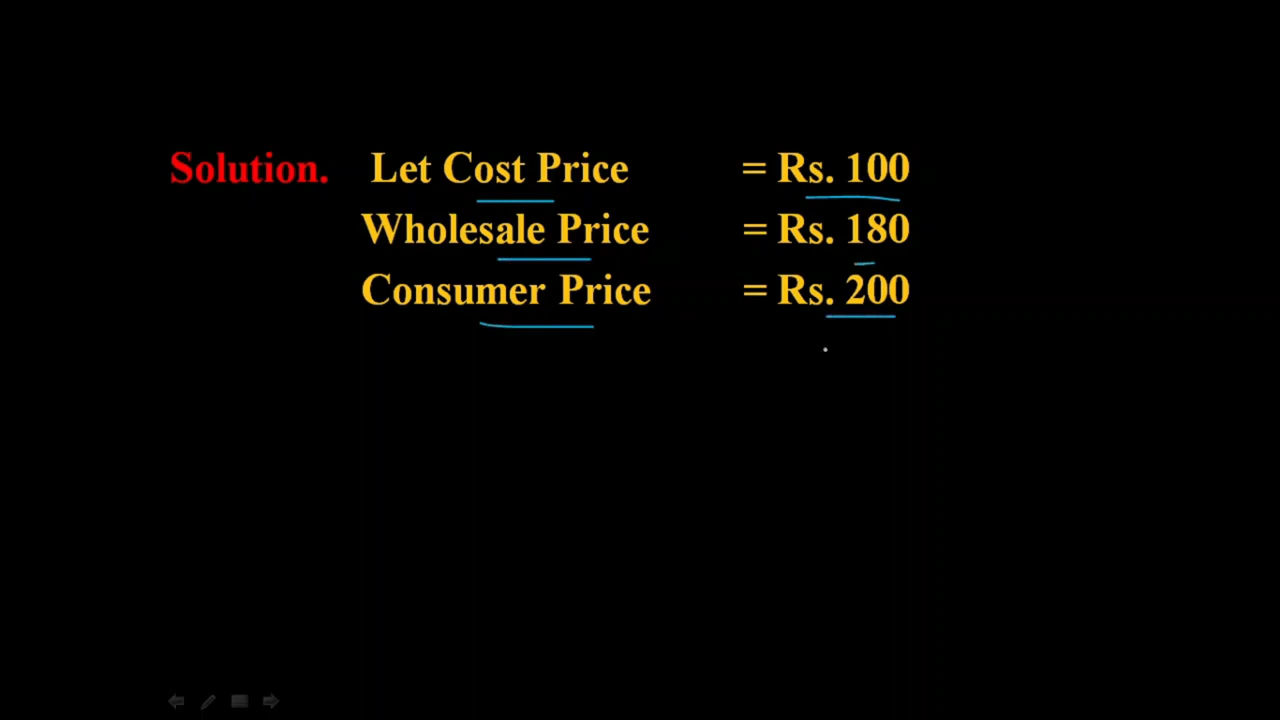 Solution. Let Cost Price = Rs. 100
Wholesale Price = Rs. 180
Consumer Price = Rs. 200